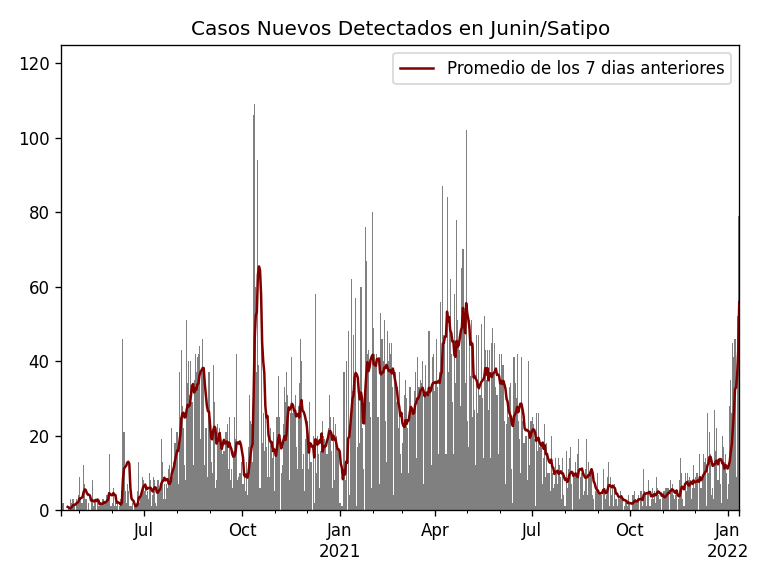 Casos Nuevos Detectados en Junin/Satipo
Promedio de los 7 dias anteriores
120
100
80
60
40
20
0
Jul Oct Jan Apr Jul Oct Jan
2021 2022